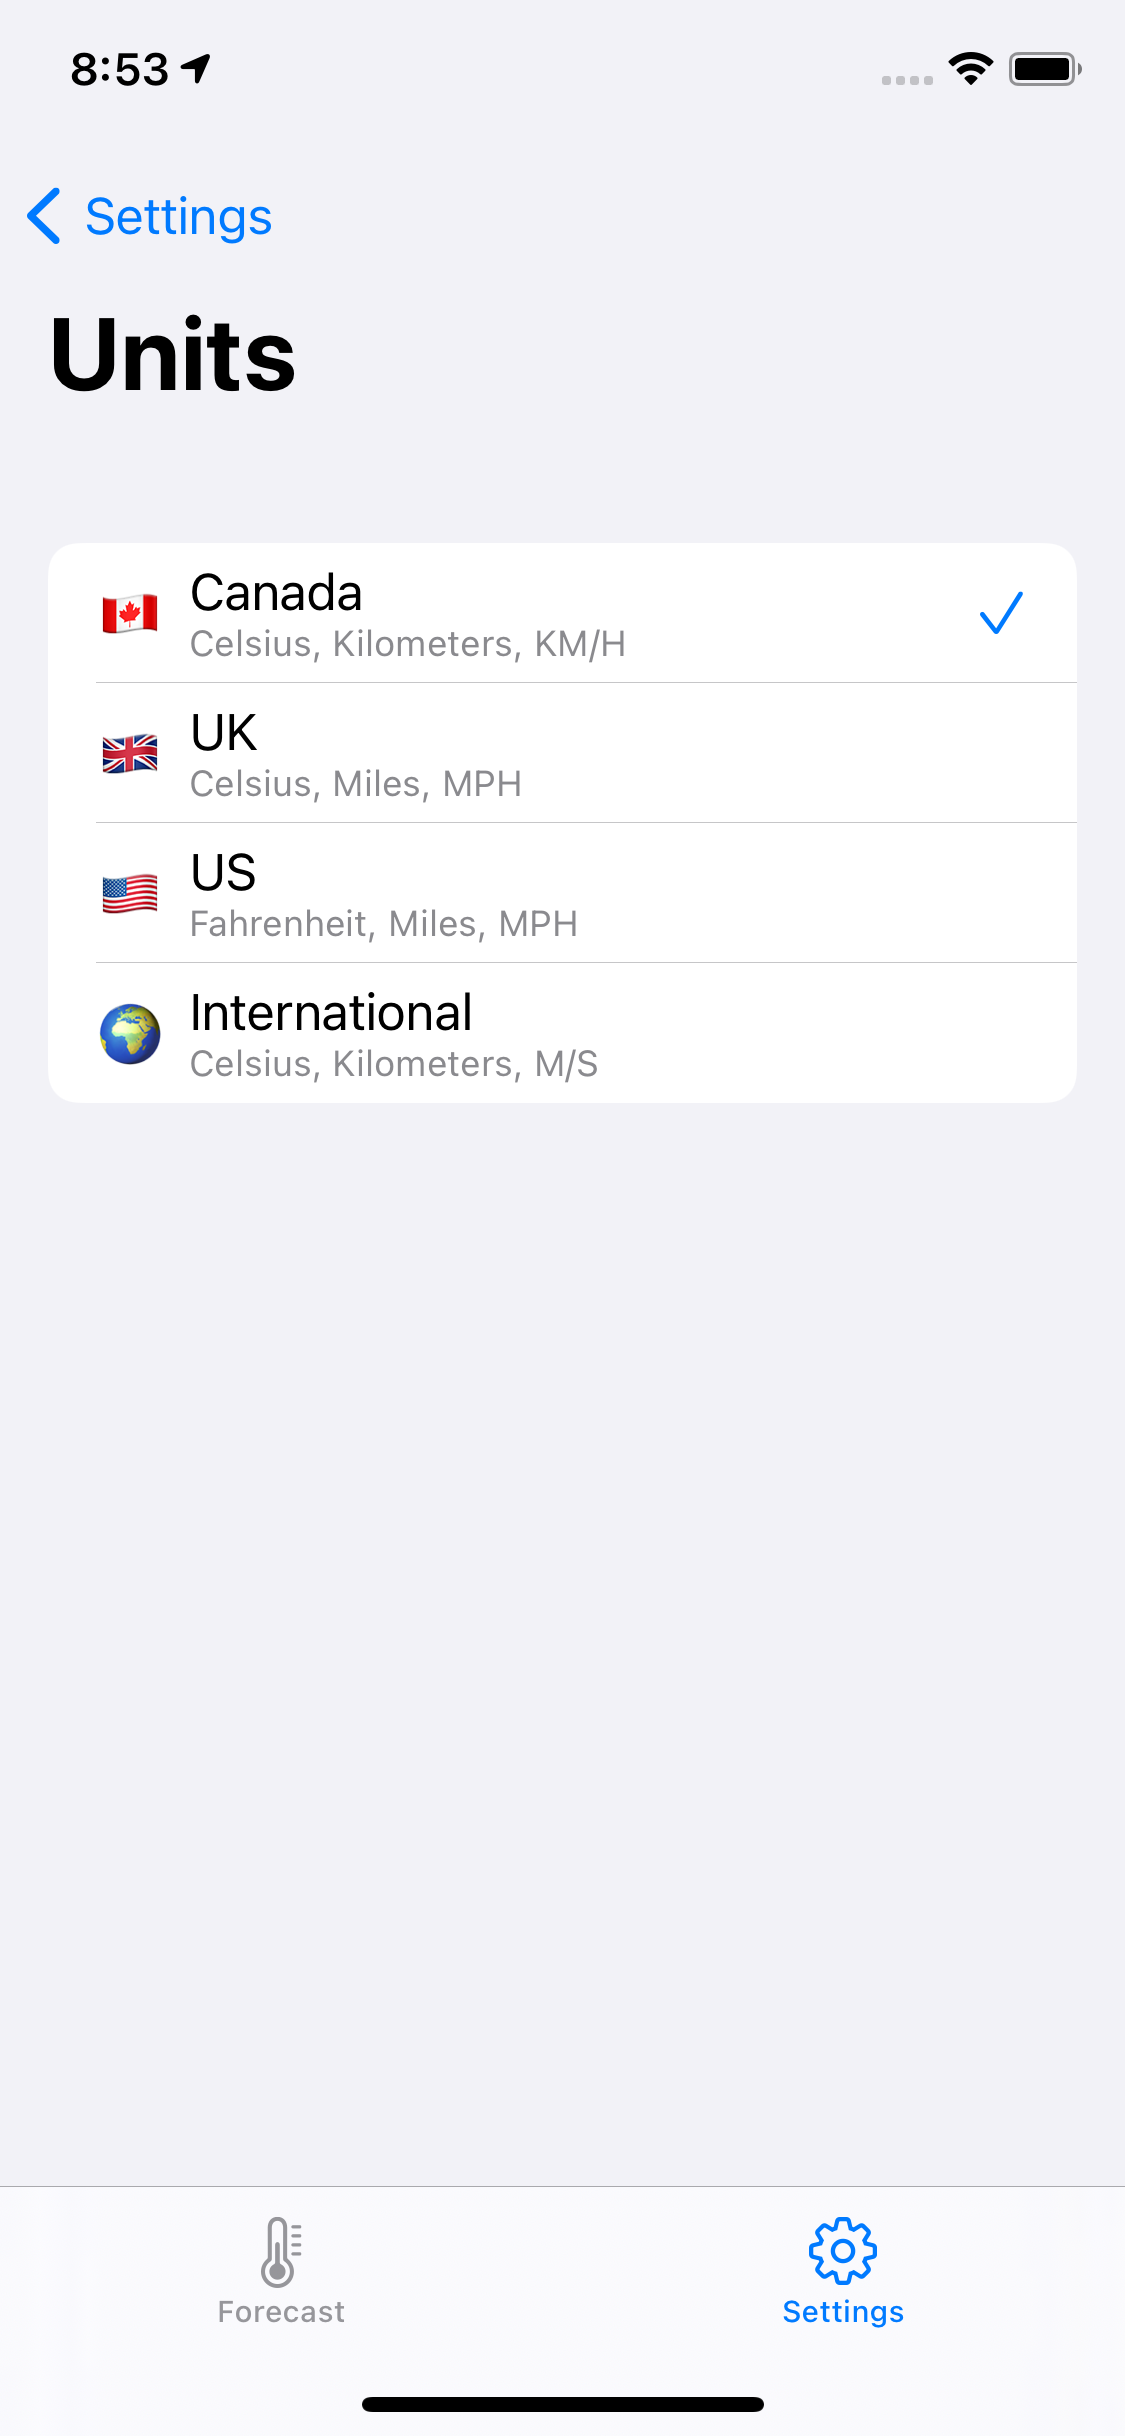 8:53
Settings
Units
Canada
Celsius, Kilometers, KM/H
UK
Celsius, Miles, MPH
US
Fahrenheit, Miles, MPH
International
Celsius, Kilometers, M/S
Forecast
Settings